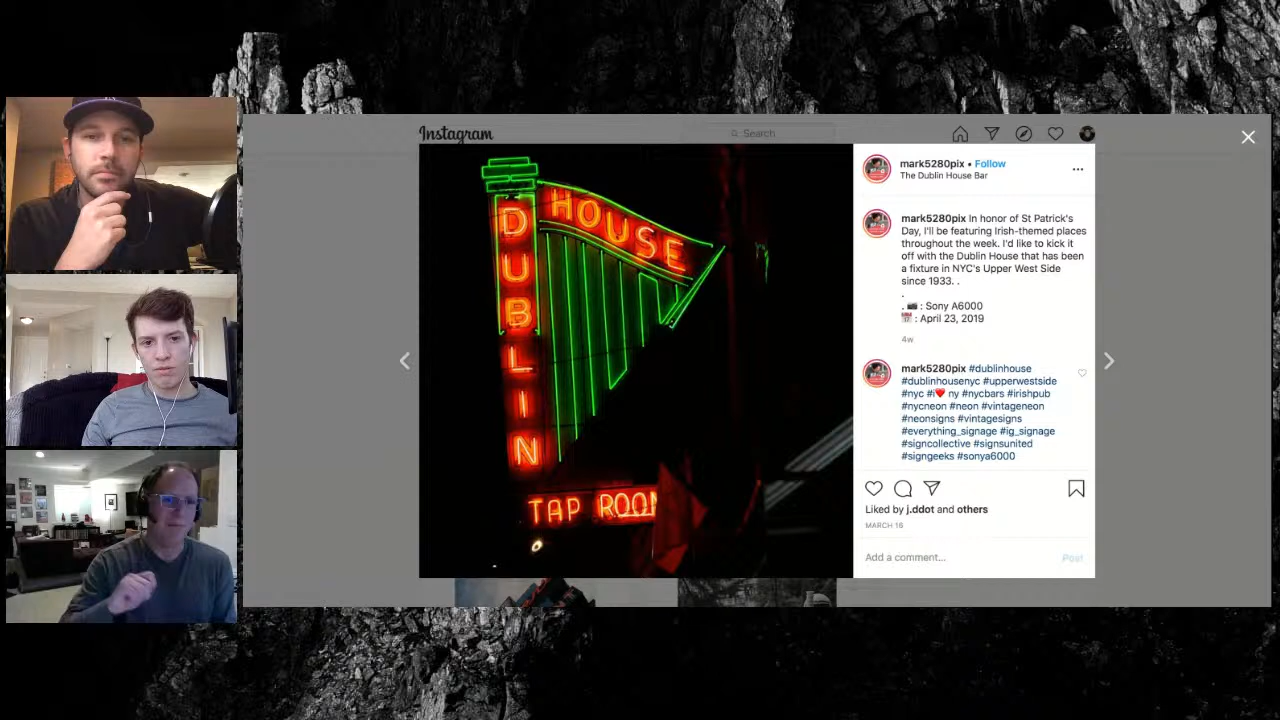 Instagram
Search
HOUSE
DUBLIN
TAP ROOM
mark5280pix • Follow
The Dublin House Bar
mark5280pix In honor of St Patrick's
Day, I'll be featuring Irish-themed places
throughout the week. I'd like to kick it
off with the Dublin House that has been
a fixture in NYC's Upper West Side
since 1933. .
.
. 📷 : Sony A6000
📅 : April 23, 2019
4w
mark5280pix #dublinhouse
#dublinhousenyc #upperwestside
#nyc #i❤️ ny #nycbars #irishpub
#nycneon #neon #vintageneon
#neonsigns #vintagesigns
#everything_signage #ig_signage
#signcollective #signsunited
#signgeeks #sonya6000
Liked by j.ddot and others
MARCH 16
Add a comment...
Post